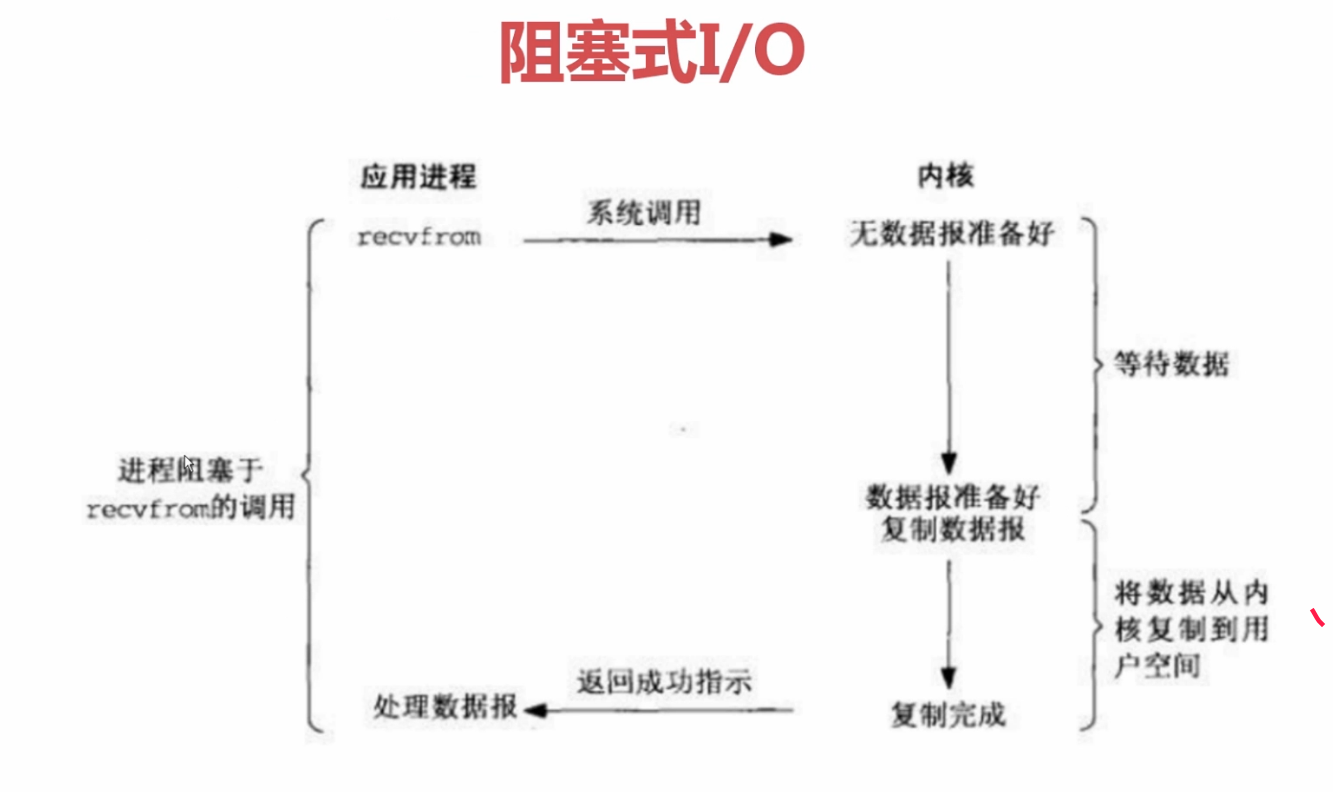 阻塞式I/O
应用进程
内核
系统调用
recvfrom
无数据报准备好
等待数据
进程阻塞于
recvfrom的调用
数据报准备好
复制数据报
将数据从内
核复制到用
户空间
返回成功指示
处理数据报
复制完成